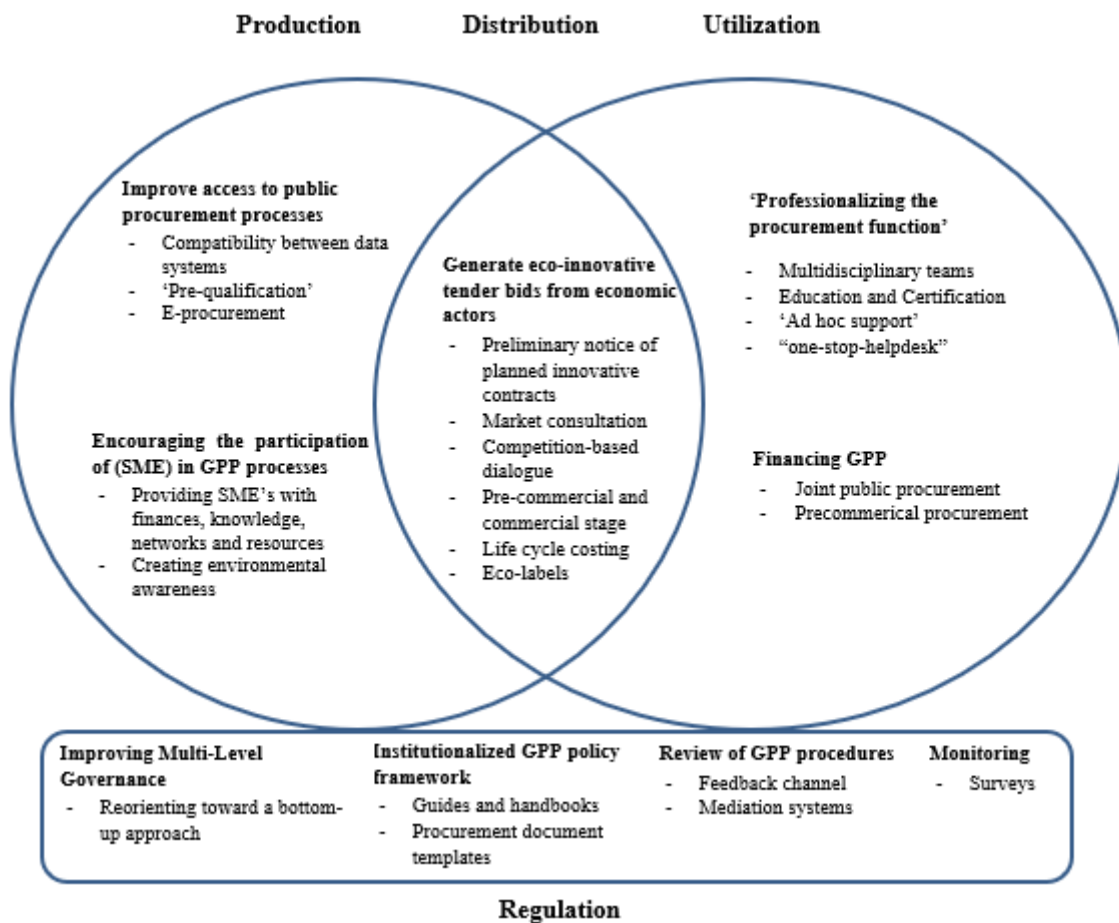 Production Distribution Utilization
Improve access to public
procurement processes
- Compatibility between data
systems
- ‘Pre-qualification’
- E-procurement
Encouraging the participation
of (SME) in GPP processes
- Providing SME’s with
finances, knowledge,
networks and resources
- Creating environmental
awareness
Generate eco-innovative
tender bids from economic
actors
- Preliminary notice of
planned innovative
contracts
- Market consultation
- Competition-based
dialogue
- Pre-commercial and
commercial stage
- Life cycle costing
- Eco-labels
‘Professionalizing the
procurement function’
- Multidisciplinary teams
- Education and Certification
- ‘Ad hoc support’
- “one-stop-helpdesk”
Financing GPP
- Joint public procurement
- Precommerical procurement
Improving Multi-Level
Governance
- Reorienting toward a bottom-
up approach
Institutionalized GPP policy
framework
- Guides and handbooks
- Procurement document
templates
Review of GPP procedures
- Feedback channel
- Mediation systems
Monitoring
- Surveys
Regulation